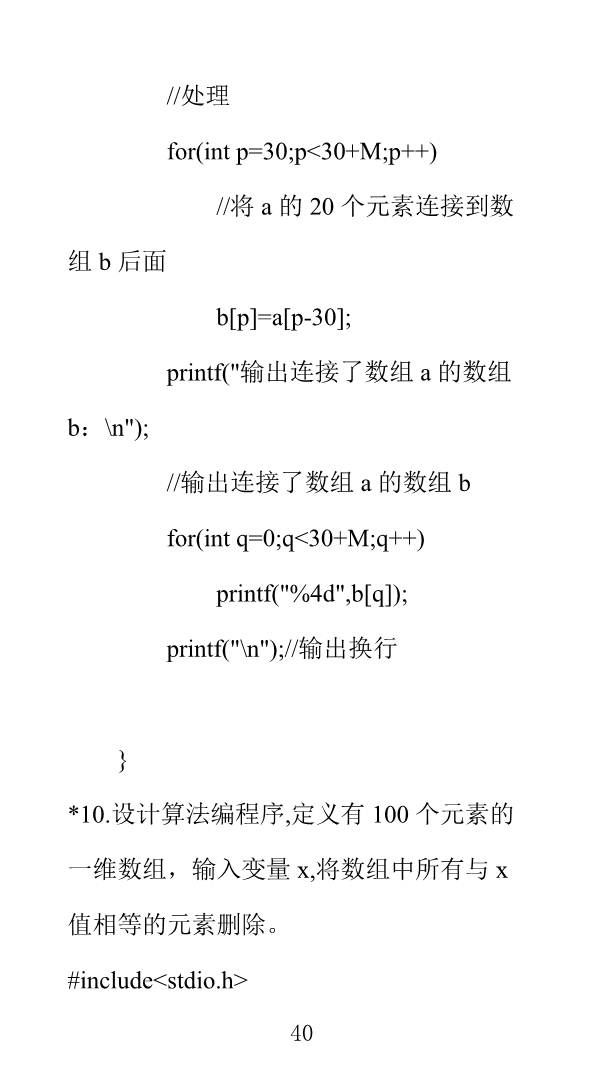 //处理
for(int p=30;p<30+M;p++)
//将 a 的 20 个元素连接到数
组 b 后面
b[p]=a[p-30];
printf("输出连接了数组 a 的数组
b：\n");
//输出连接了数组 a 的数组 b
for(int q=0;q<30+M;q++)
printf("%4d",b[q]);
printf("\n");//输出换行
}
*10.设计算法编程序,定义有 100 个元素的
一维数组，输入变量 x,将数组中所有与 x
值相等的元素删除。
#include<stdio.h>
40